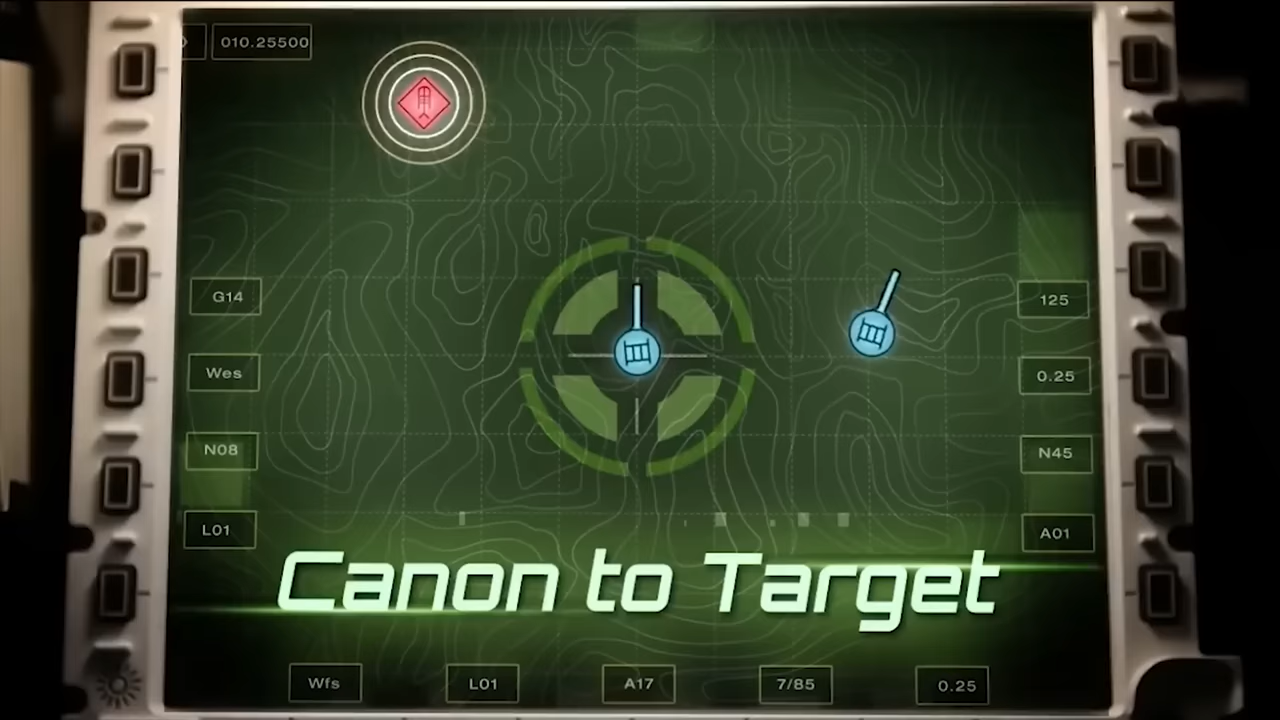 010.25500
G14
125
Wes
0.25
N08
N45
L01
A01
Canon to Target
Wfs
L01
A17
7/85
0.25